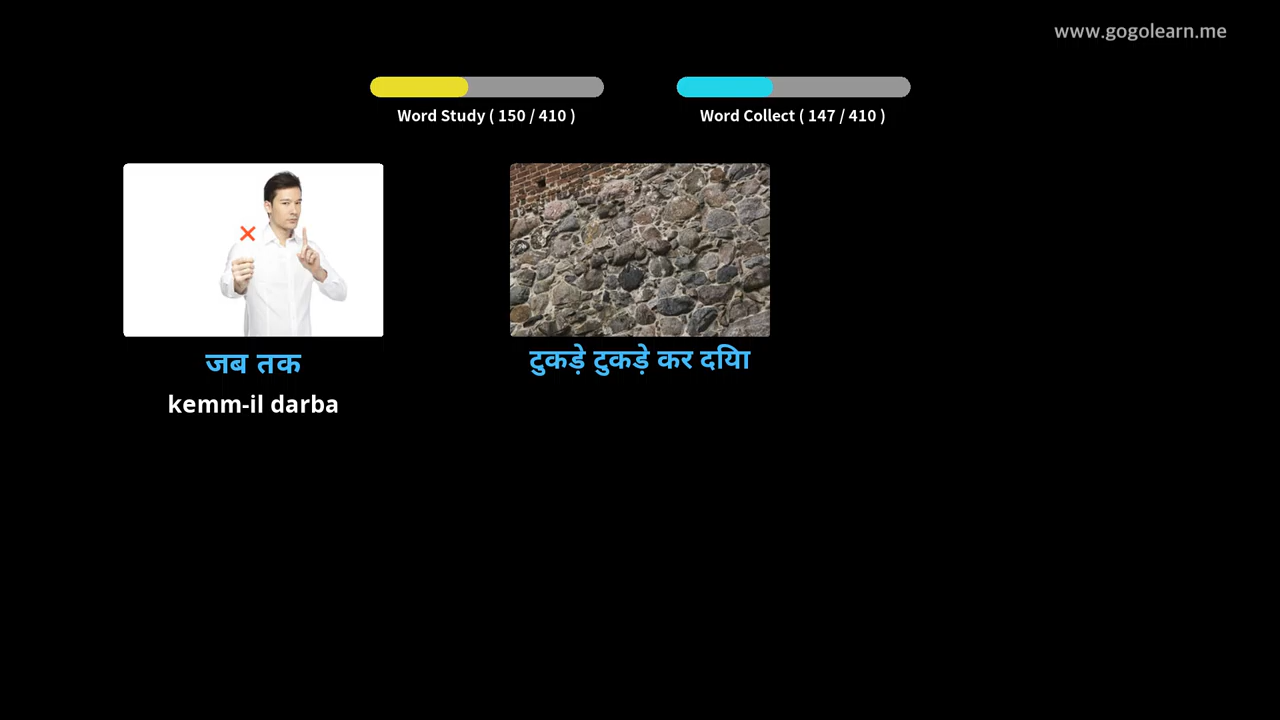 www.gogolearn.me
Word Study ( 150 / 410 )
Word Collect ( 147 / 410 )
जब तक
kemm-il darba
टुकड़े टुकड़े कर दयिा